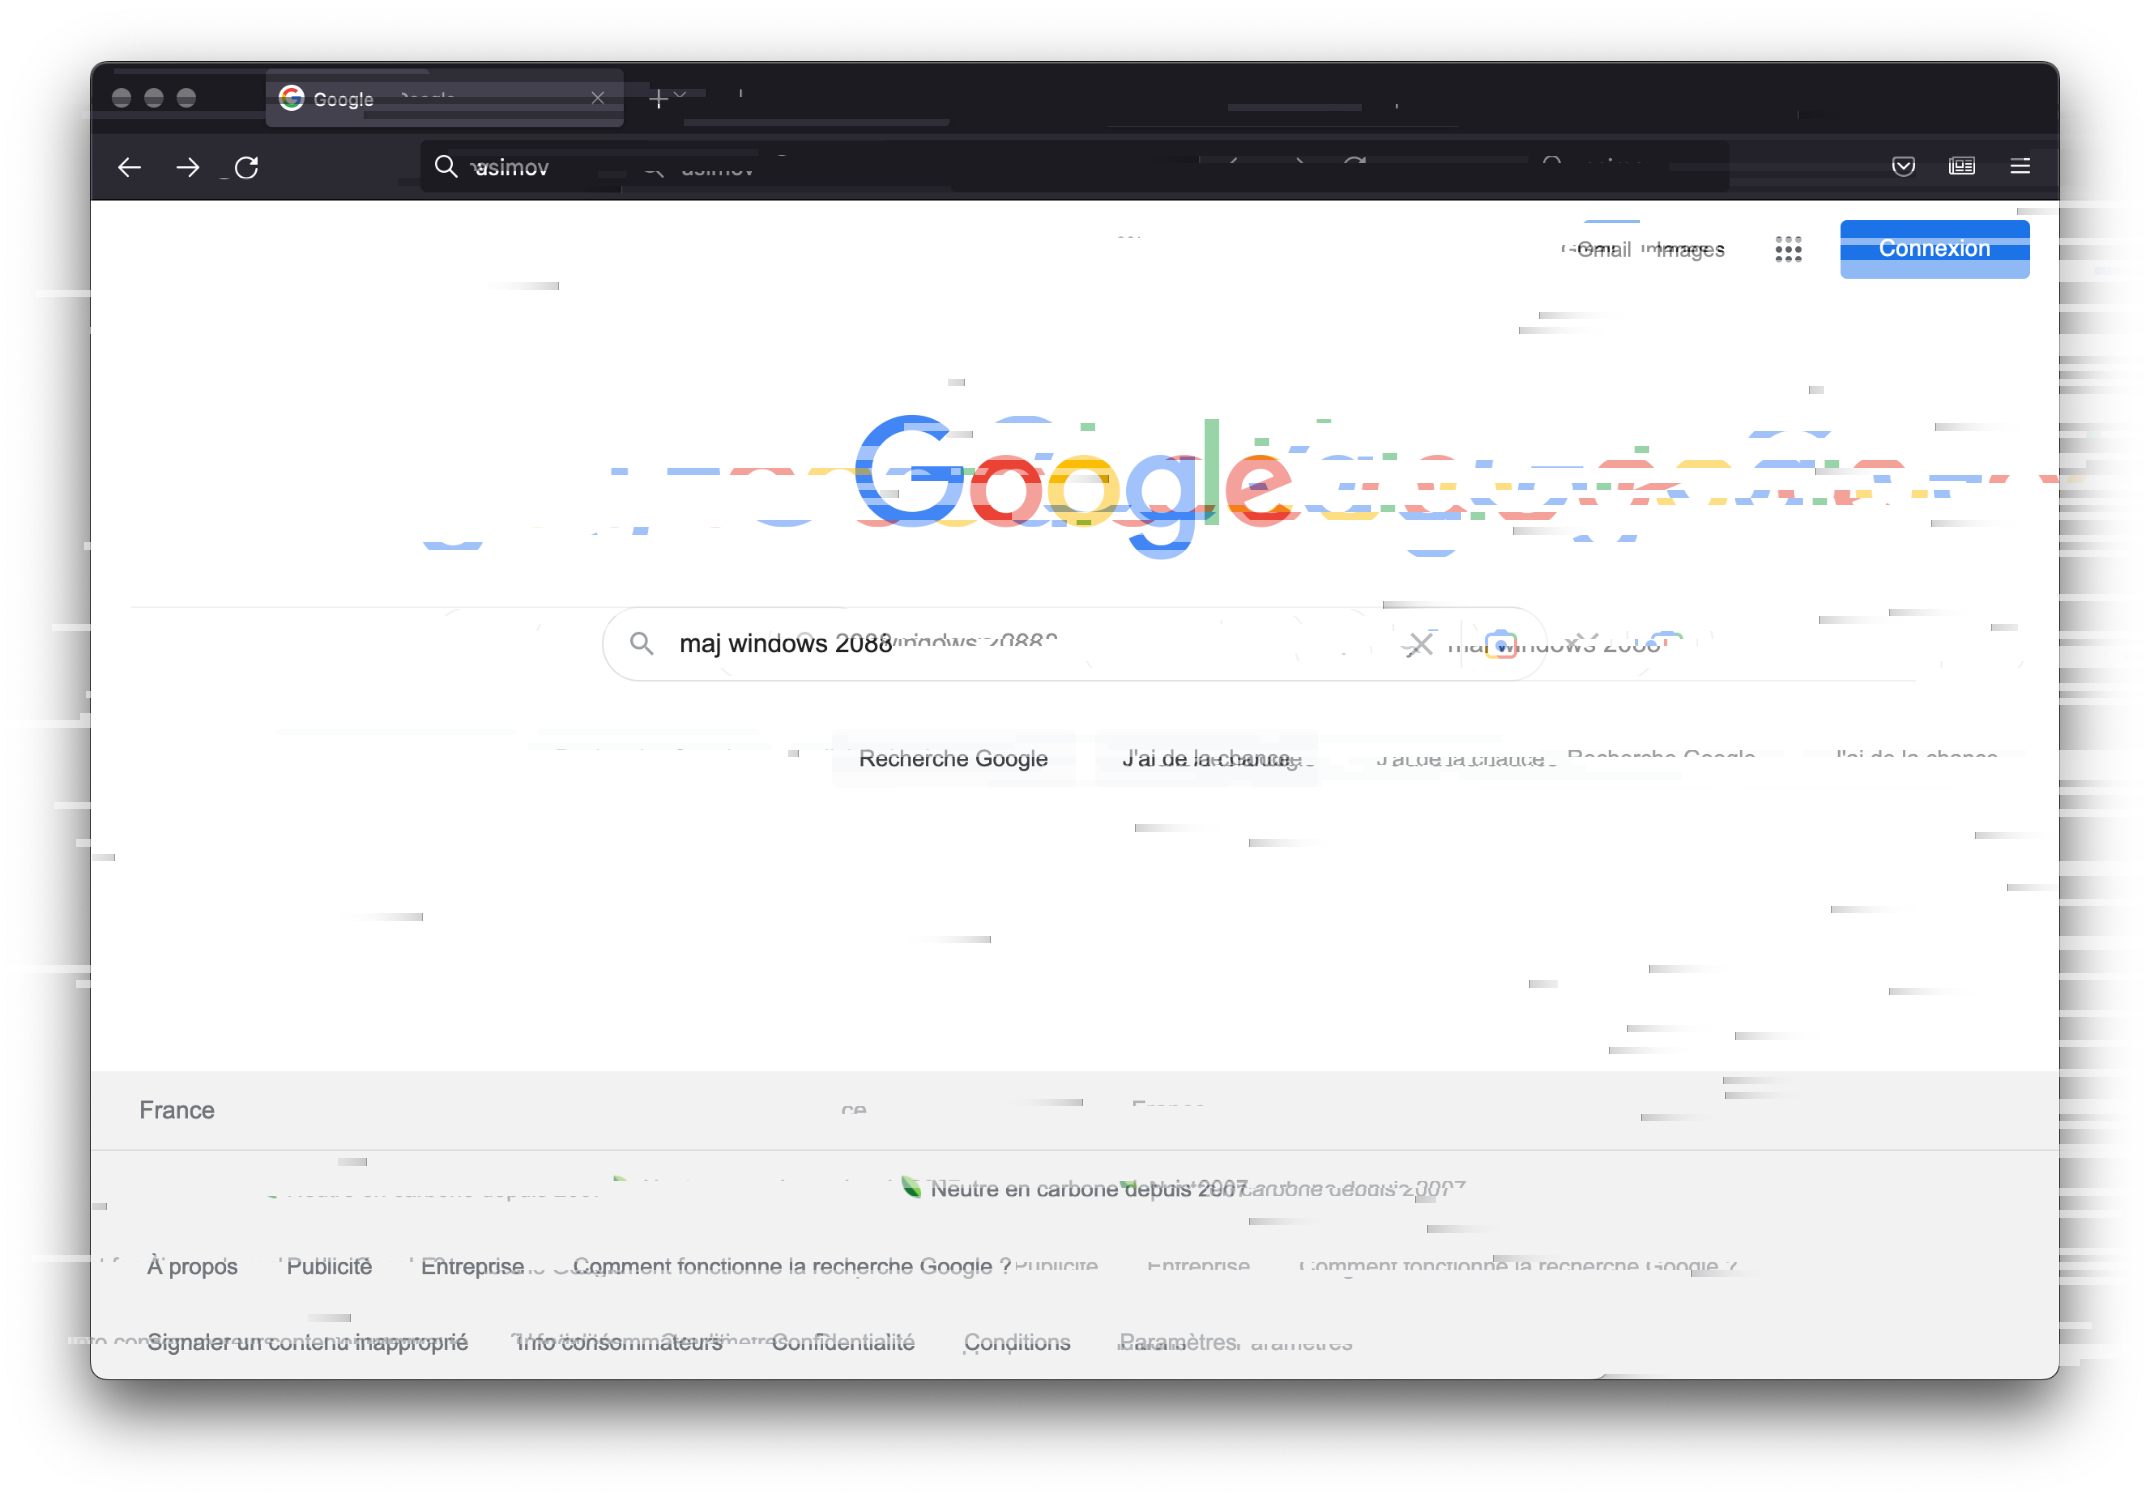 Google
asimov
Gmail Images Connexion
Google
maj windows 2088
Recherche Google J'ai de la chance
France
Neutre en carbone depuis 2007
À propos Publicité Entreprise Comment fonctionne la recherche Google ?
Signaler un contenu inapproprié Info consommateurs Confidentialité Conditions Paramètres